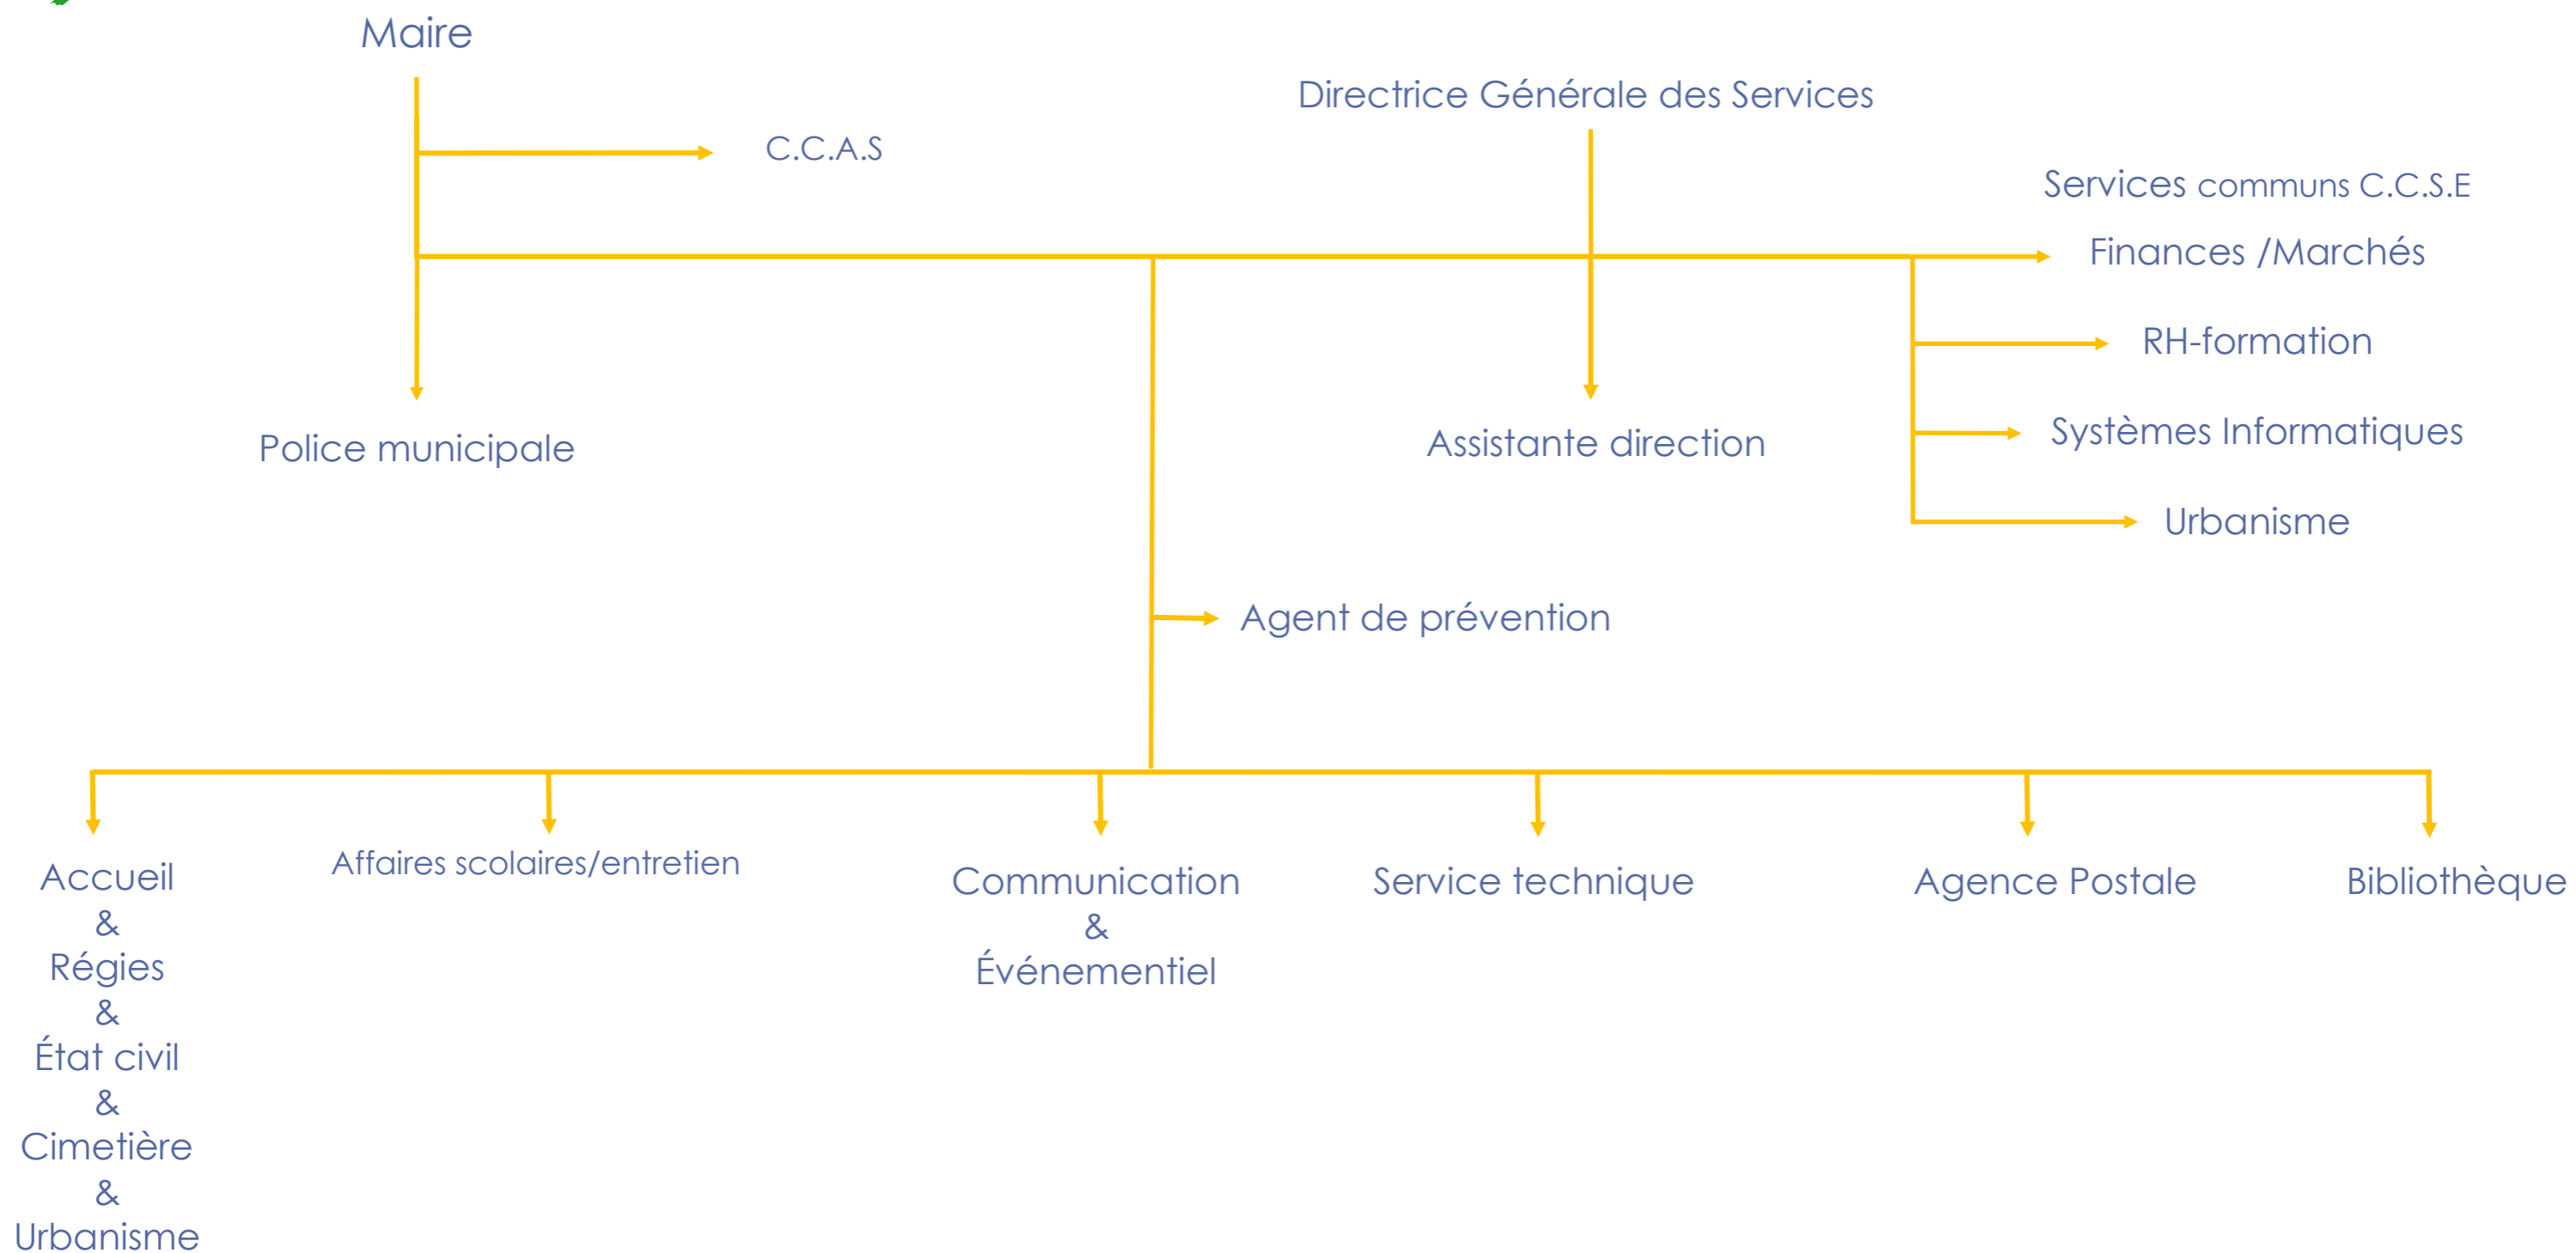 Maire
Directrice Générale des Services
C.C.A.S
Services communs C.C.S.E
Finances /Marchés
RH-formation
Police municipale
Assistante direction
Systèmes Informatiques
Urbanisme
Agent de prévention
Accueil
&
Régies
&
État civil
&
Cimetière
&
Urbanisme
Affaires scolaires/entretien
Communication
&
Événementiel
Service technique
Agence Postale
Bibliothèque